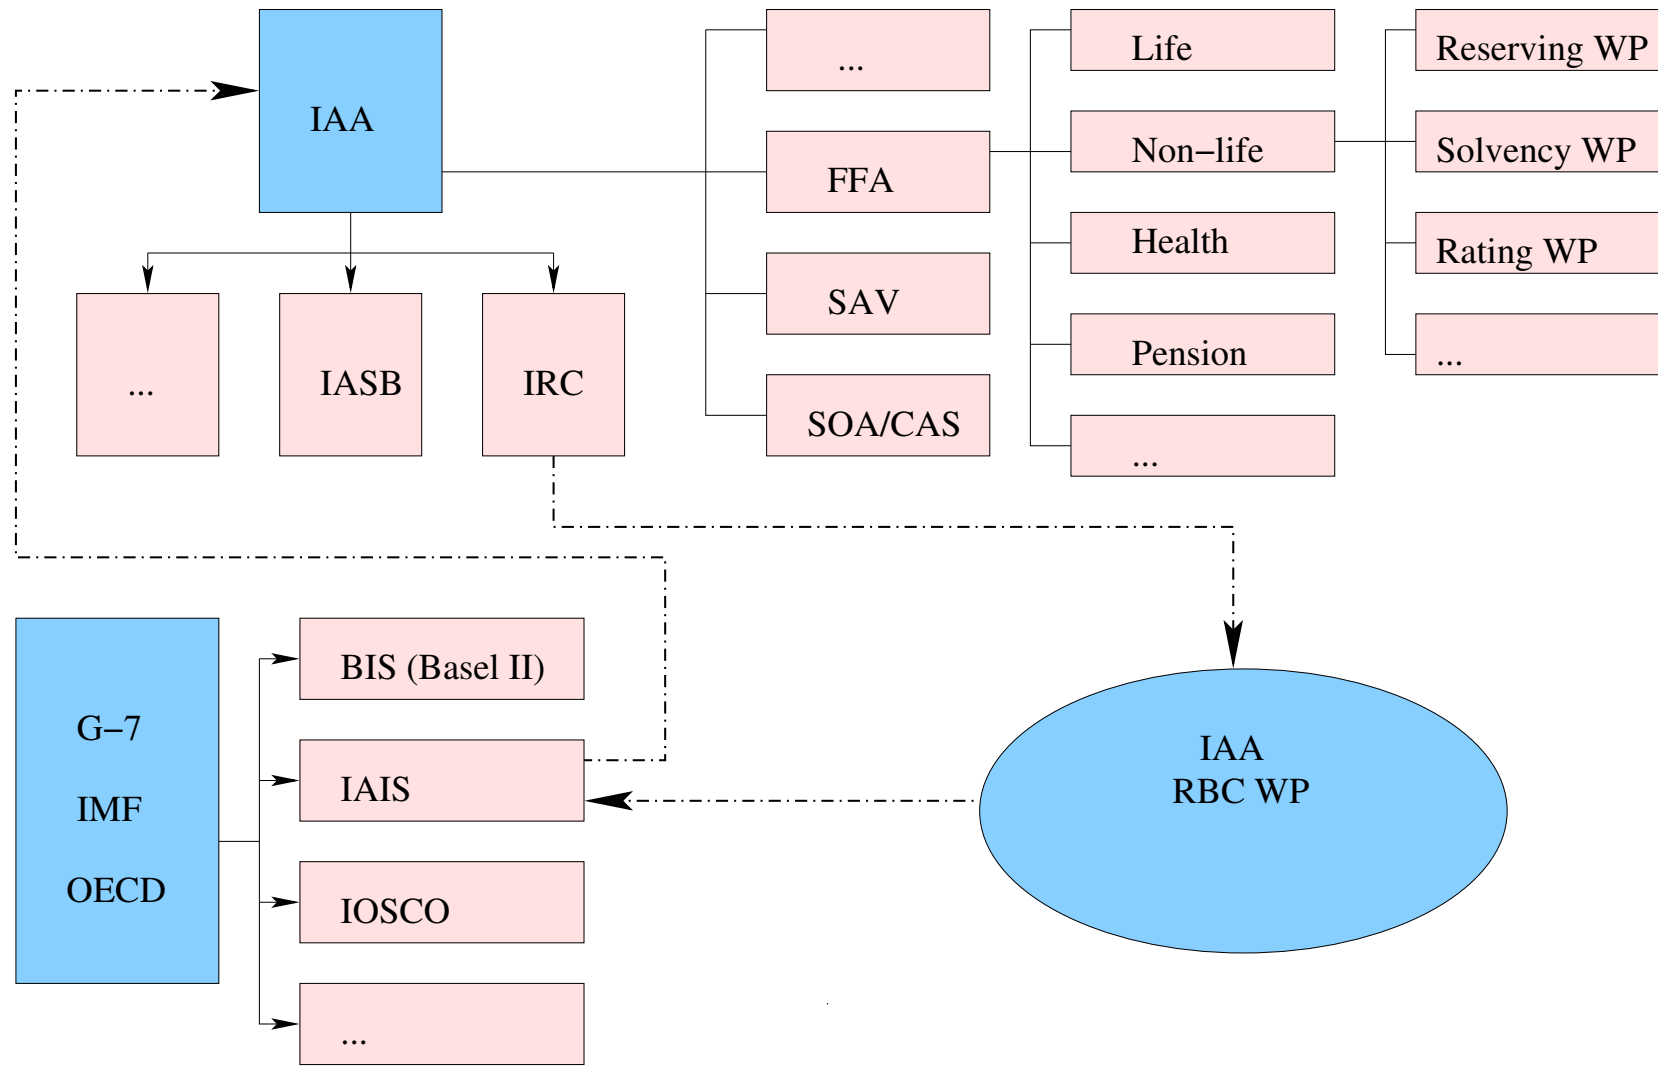 IAA
...
IASB
IRC
...
FFA
SAV
SOA/CAS
Life
Non−life
Health
Pension
...
Reserving WP
Solvency WP
Rating WP
...
G−7
IMF
OECD
BIS (Basel II)
IAIS
IOSCO
...
IAA
RBC WP